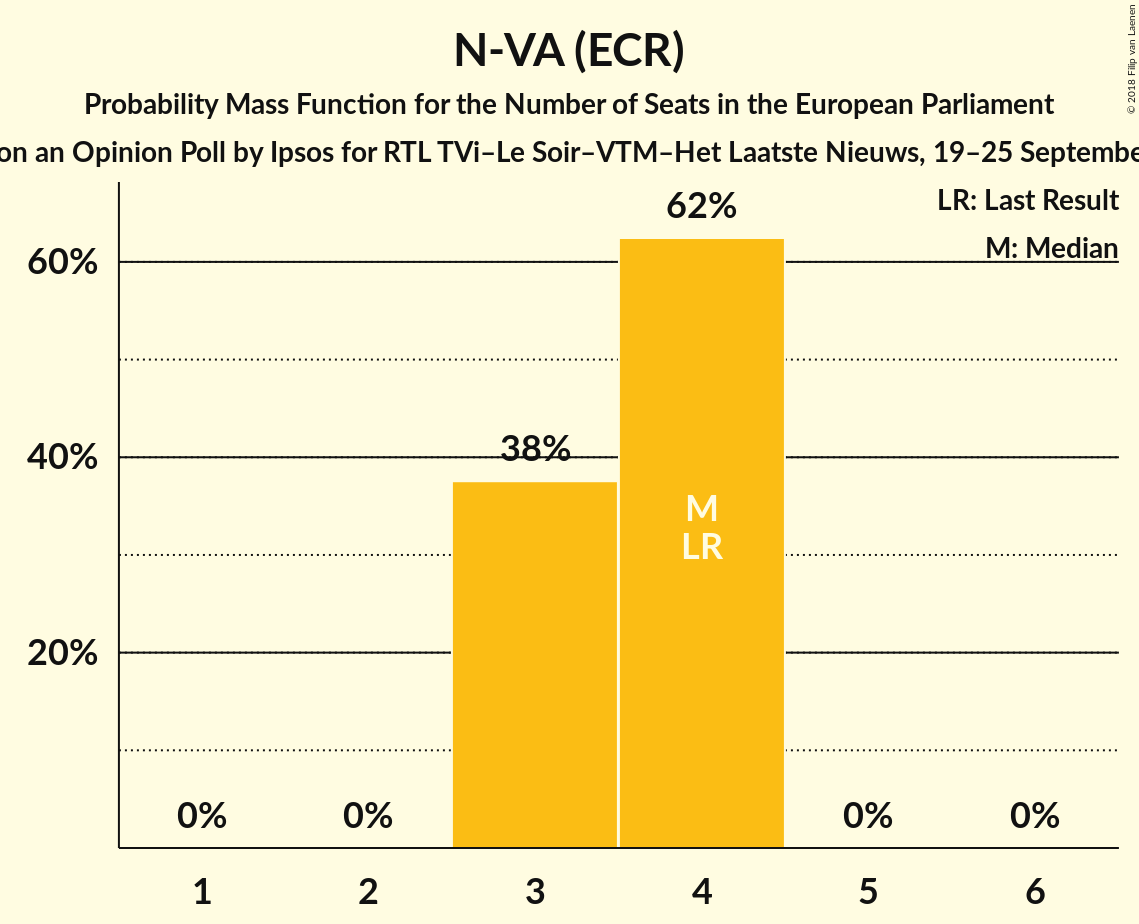 N-VA (ECR)
Probability Mass Function for the Number of Seats in the European Parliament
on an Opinion Poll by Ipsos for RTL TVi–Le Soir–VTM–Het Laatste Nieuws, 19–25 Septembe
© 2018 Filip van Laenen
LR: Last Result
M: Median
62%
60%
38%
40%
M
LR
20%
0%
0%
0%
0%
1
2
3
4
5
6